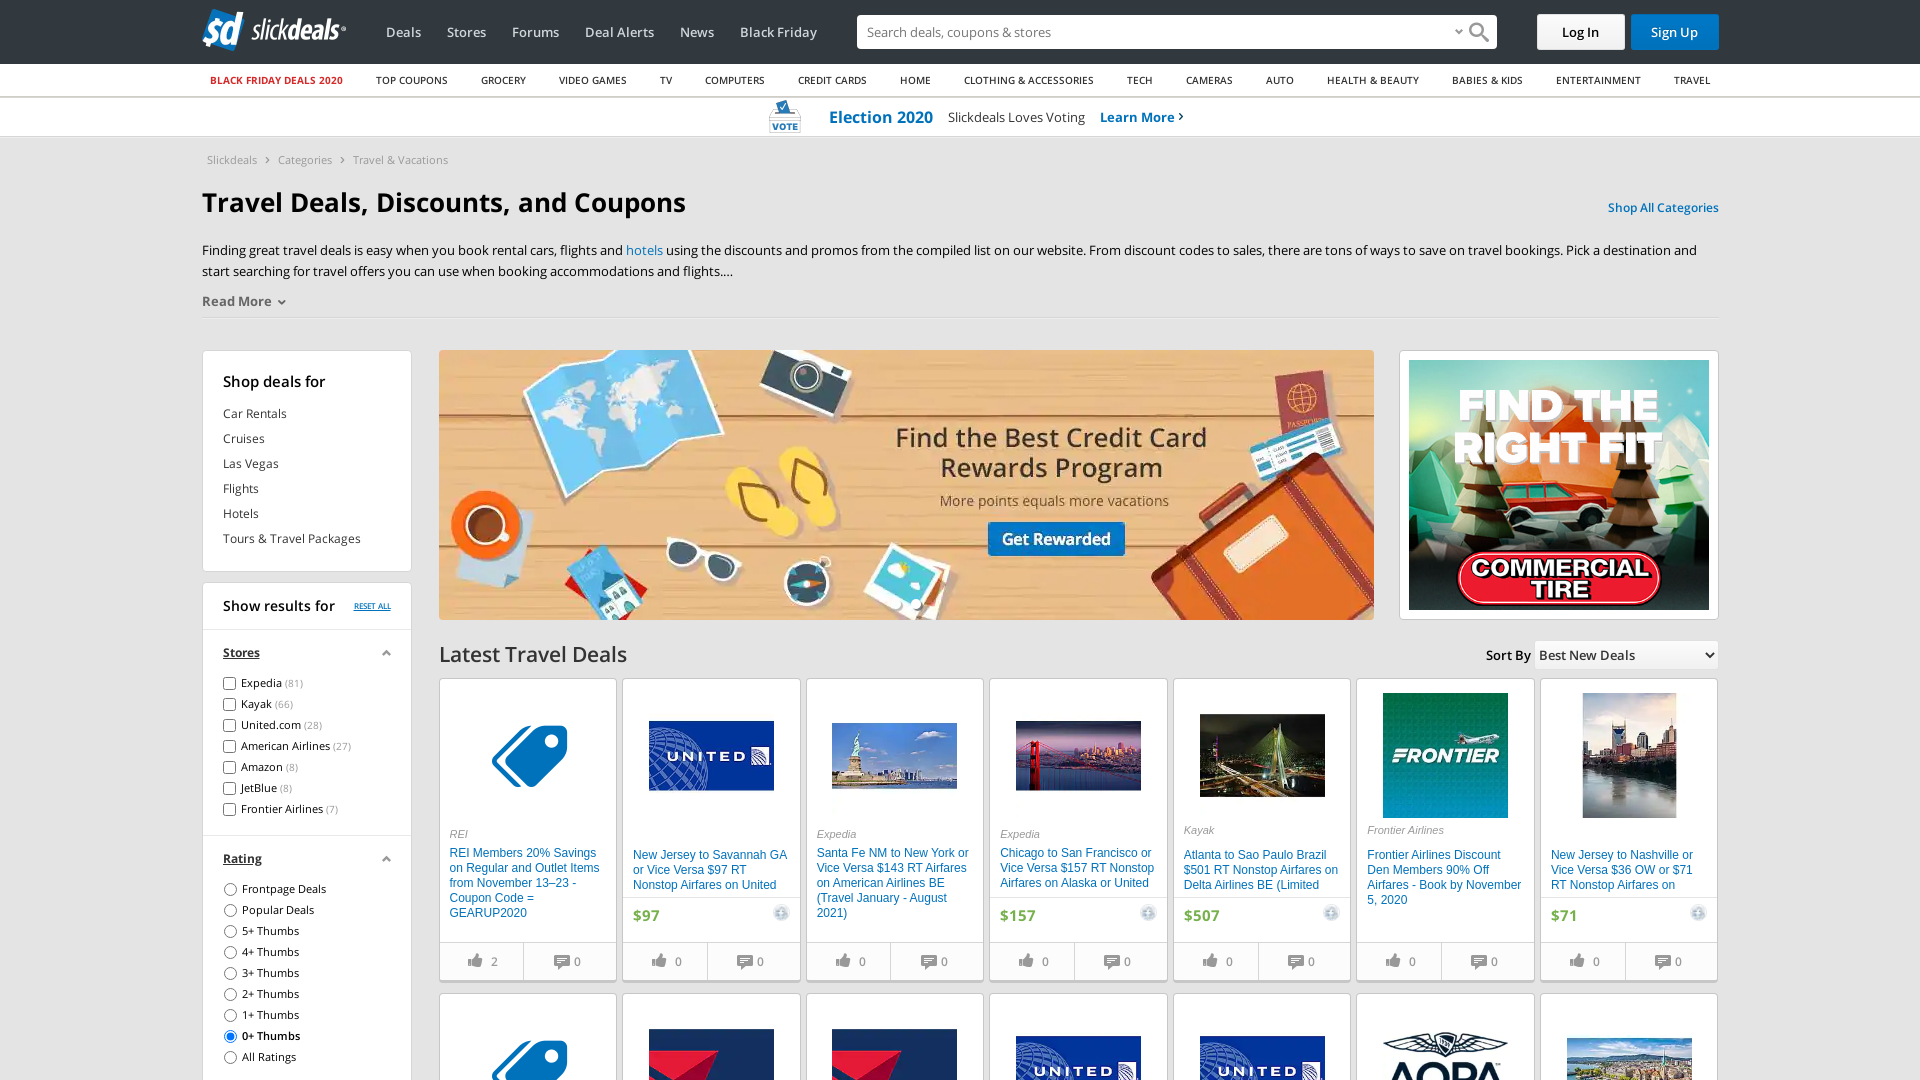 slickdeals
Deals
Stores
Forums
Deal Alerts
News
Black Friday
Search deals, coupons & stores
Log In
Sign Up
BLACK FRIDAY DEALS 2020
TOP COUPONS
GROCERY
VIDEO GAMES
TV
COMPUTERS
CREDIT CARDS
HOME
CLOTHING & ACCESSORIES
TECH
CAMERAS
AUTO
HEALTH & BEAUTY
BABIES & KIDS
ENTERTAINMENT
TRAVEL
VOTE
Election 2020
Slickdeals Loves Voting
Learn More
Slickdeals
Categories
Travel & Vacations
Travel Deals, Discounts, and Coupons
Shop All Categories
Finding great travel deals is easy when you book rental cars, flights and hotels using the discounts and promos from the compiled list on our website. From discount codes to sales, there are tons of ways to save on travel bookings. Pick a destination and
start searching for travel offers you can use when booking accommodations and flights....
Read More
Shop deals for
Car Rentals
Cruises
Las Vegas
Flights
Hotels
Tours & Travel Packages
Show results for
RESET ALL
Stores
Expedia (81)
Kayak (66)
United.com (28)
American Airlines (27)
Amazon (8)
JetBlue (8)
Frontier Airlines (7)
Rating
Frontpage Deals
Popular Deals
5+ Thumbs
4+ Thumbs
3+ Thumbs
2+ Thumbs
1+ Thumbs
0+ Thumbs
All Ratings
PASSPORT
Find the Best Credit Card
Rewards Program
More points equals more vacations
Get Rewarded
FIND THE
RIGHT FIT
COMMERCIAL
TIRE
Latest Travel Deals
Sort By
Best New Deals
REI
REI Members 20% Savings
on Regular and Outlet Items
from November 13–23 -
Coupon Code =
GEARUP2020
2
0
UNITED
New Jersey to Savannah GA
or Vice Versa $97 RT
Nonstop Airfares on United
$97
0
0
Expedia
Santa Fe NM to New York or
Vice Versa $143 RT Airfares
on American Airlines BE
(Travel January - August
2021)
0
0
Expedia
Chicago to San Francisco or
Vice Versa $157 RT Nonstop
Airfares on Alaska or United
$157
0
0
Kayak
Atlanta to Sao Paulo Brazil
$501 RT Nonstop Airfares on
Delta Airlines BE (Limited
$507
0
0
FRONTIER
Frontier Airlines
Frontier Airlines Discount
Den Members 90% Off
Airfares - Book by November
5, 2020
0
0
New Jersey to Nashville or
Vice Versa $36 OW or $71
RT Nonstop Airfares on
$71
0
0
UNITED
UNITED
AOPA